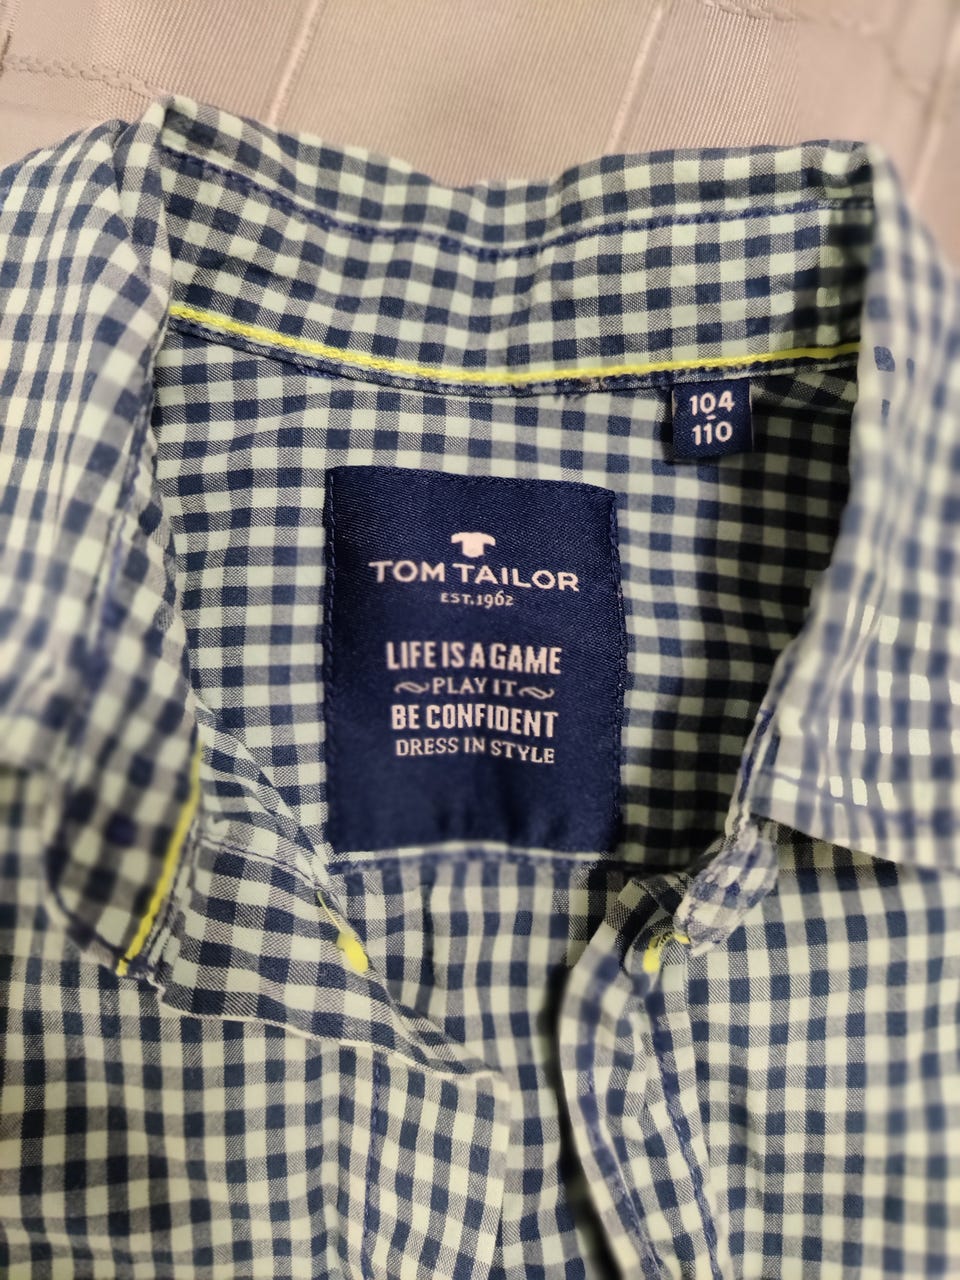 104
-
110
TOM TAILOR
EST.1962
LIFE IS A GAME
PLAY IT
BE CONFIDENT
DRESS IN STYLE